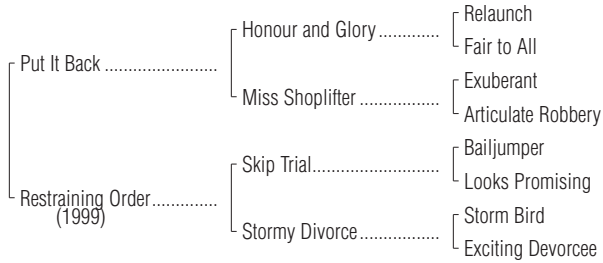 Relaunch
Honour and Glory.............
Fair to All
Put It Back .......................
Exuberant
Miss Shoplifter .................
Articulate Robbery
Bailjumper
Skip Trial.....................
Looks Promising
Restraining Order..............
(1999)
Storm Bird
Stormy Divorce .................
Exciting Devorcee